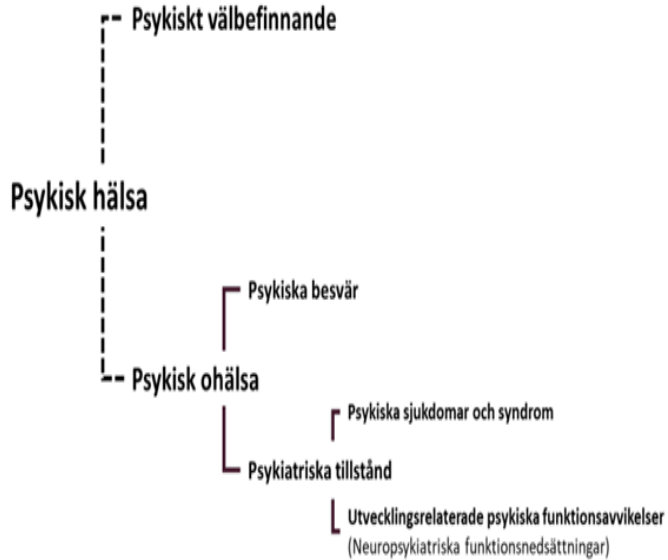 Psykiskt välbefinnande
Psykisk hälsa
Psykiska besvär
Psykisk ohälsa
Psykiska sjukdomar och syndrom
Psykiatriska tillstånd
Utvecklingsrelaterade psykiska funktionsavvikelser
(Neuropsykiatriska funktionsnedsättningar)